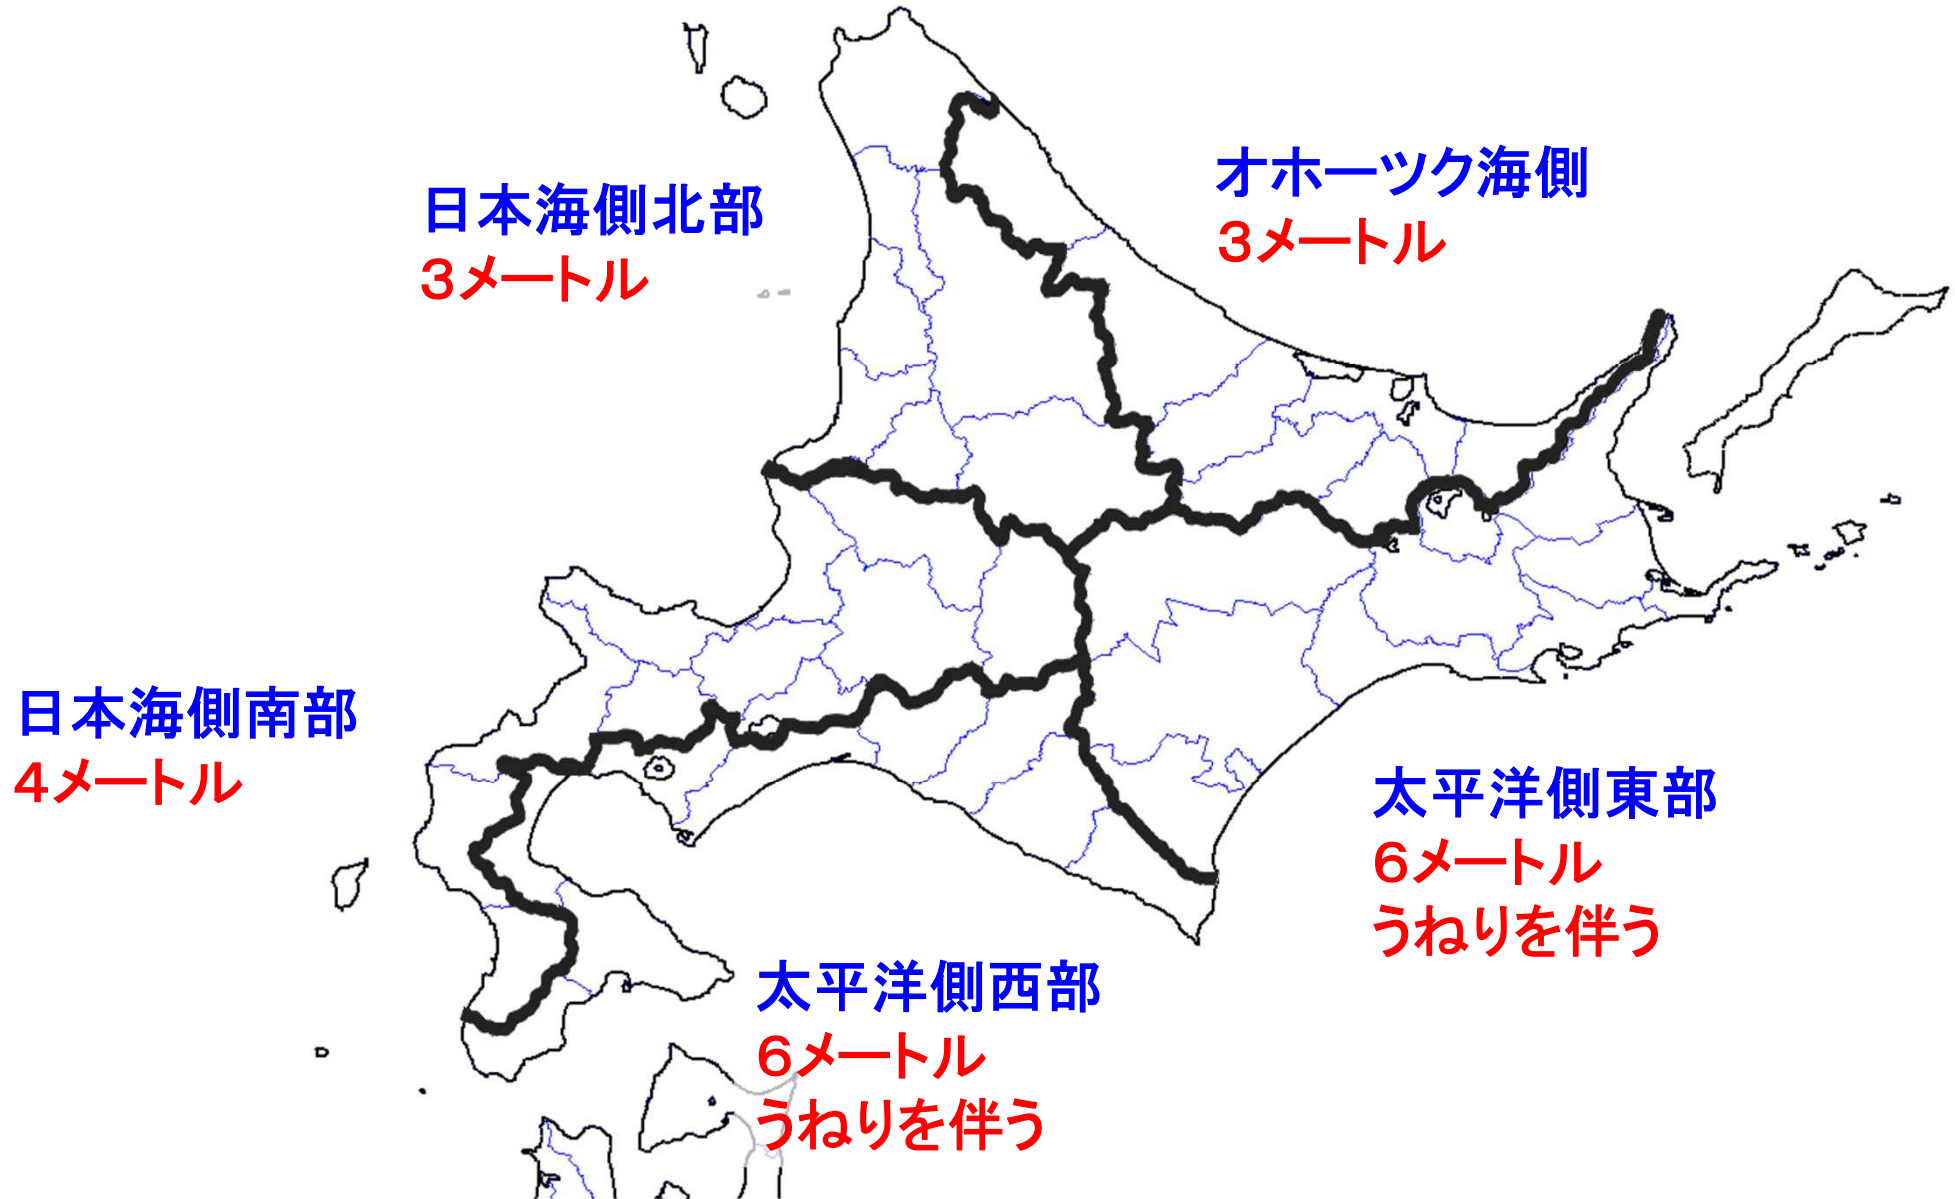 オホーツク海側
３メートル
日本海側北部
３メートル
日本海側南部
４メートル
太平洋側東部
６メートル
うねりを伴う
太平洋側西部
６メートル
うねりを伴う